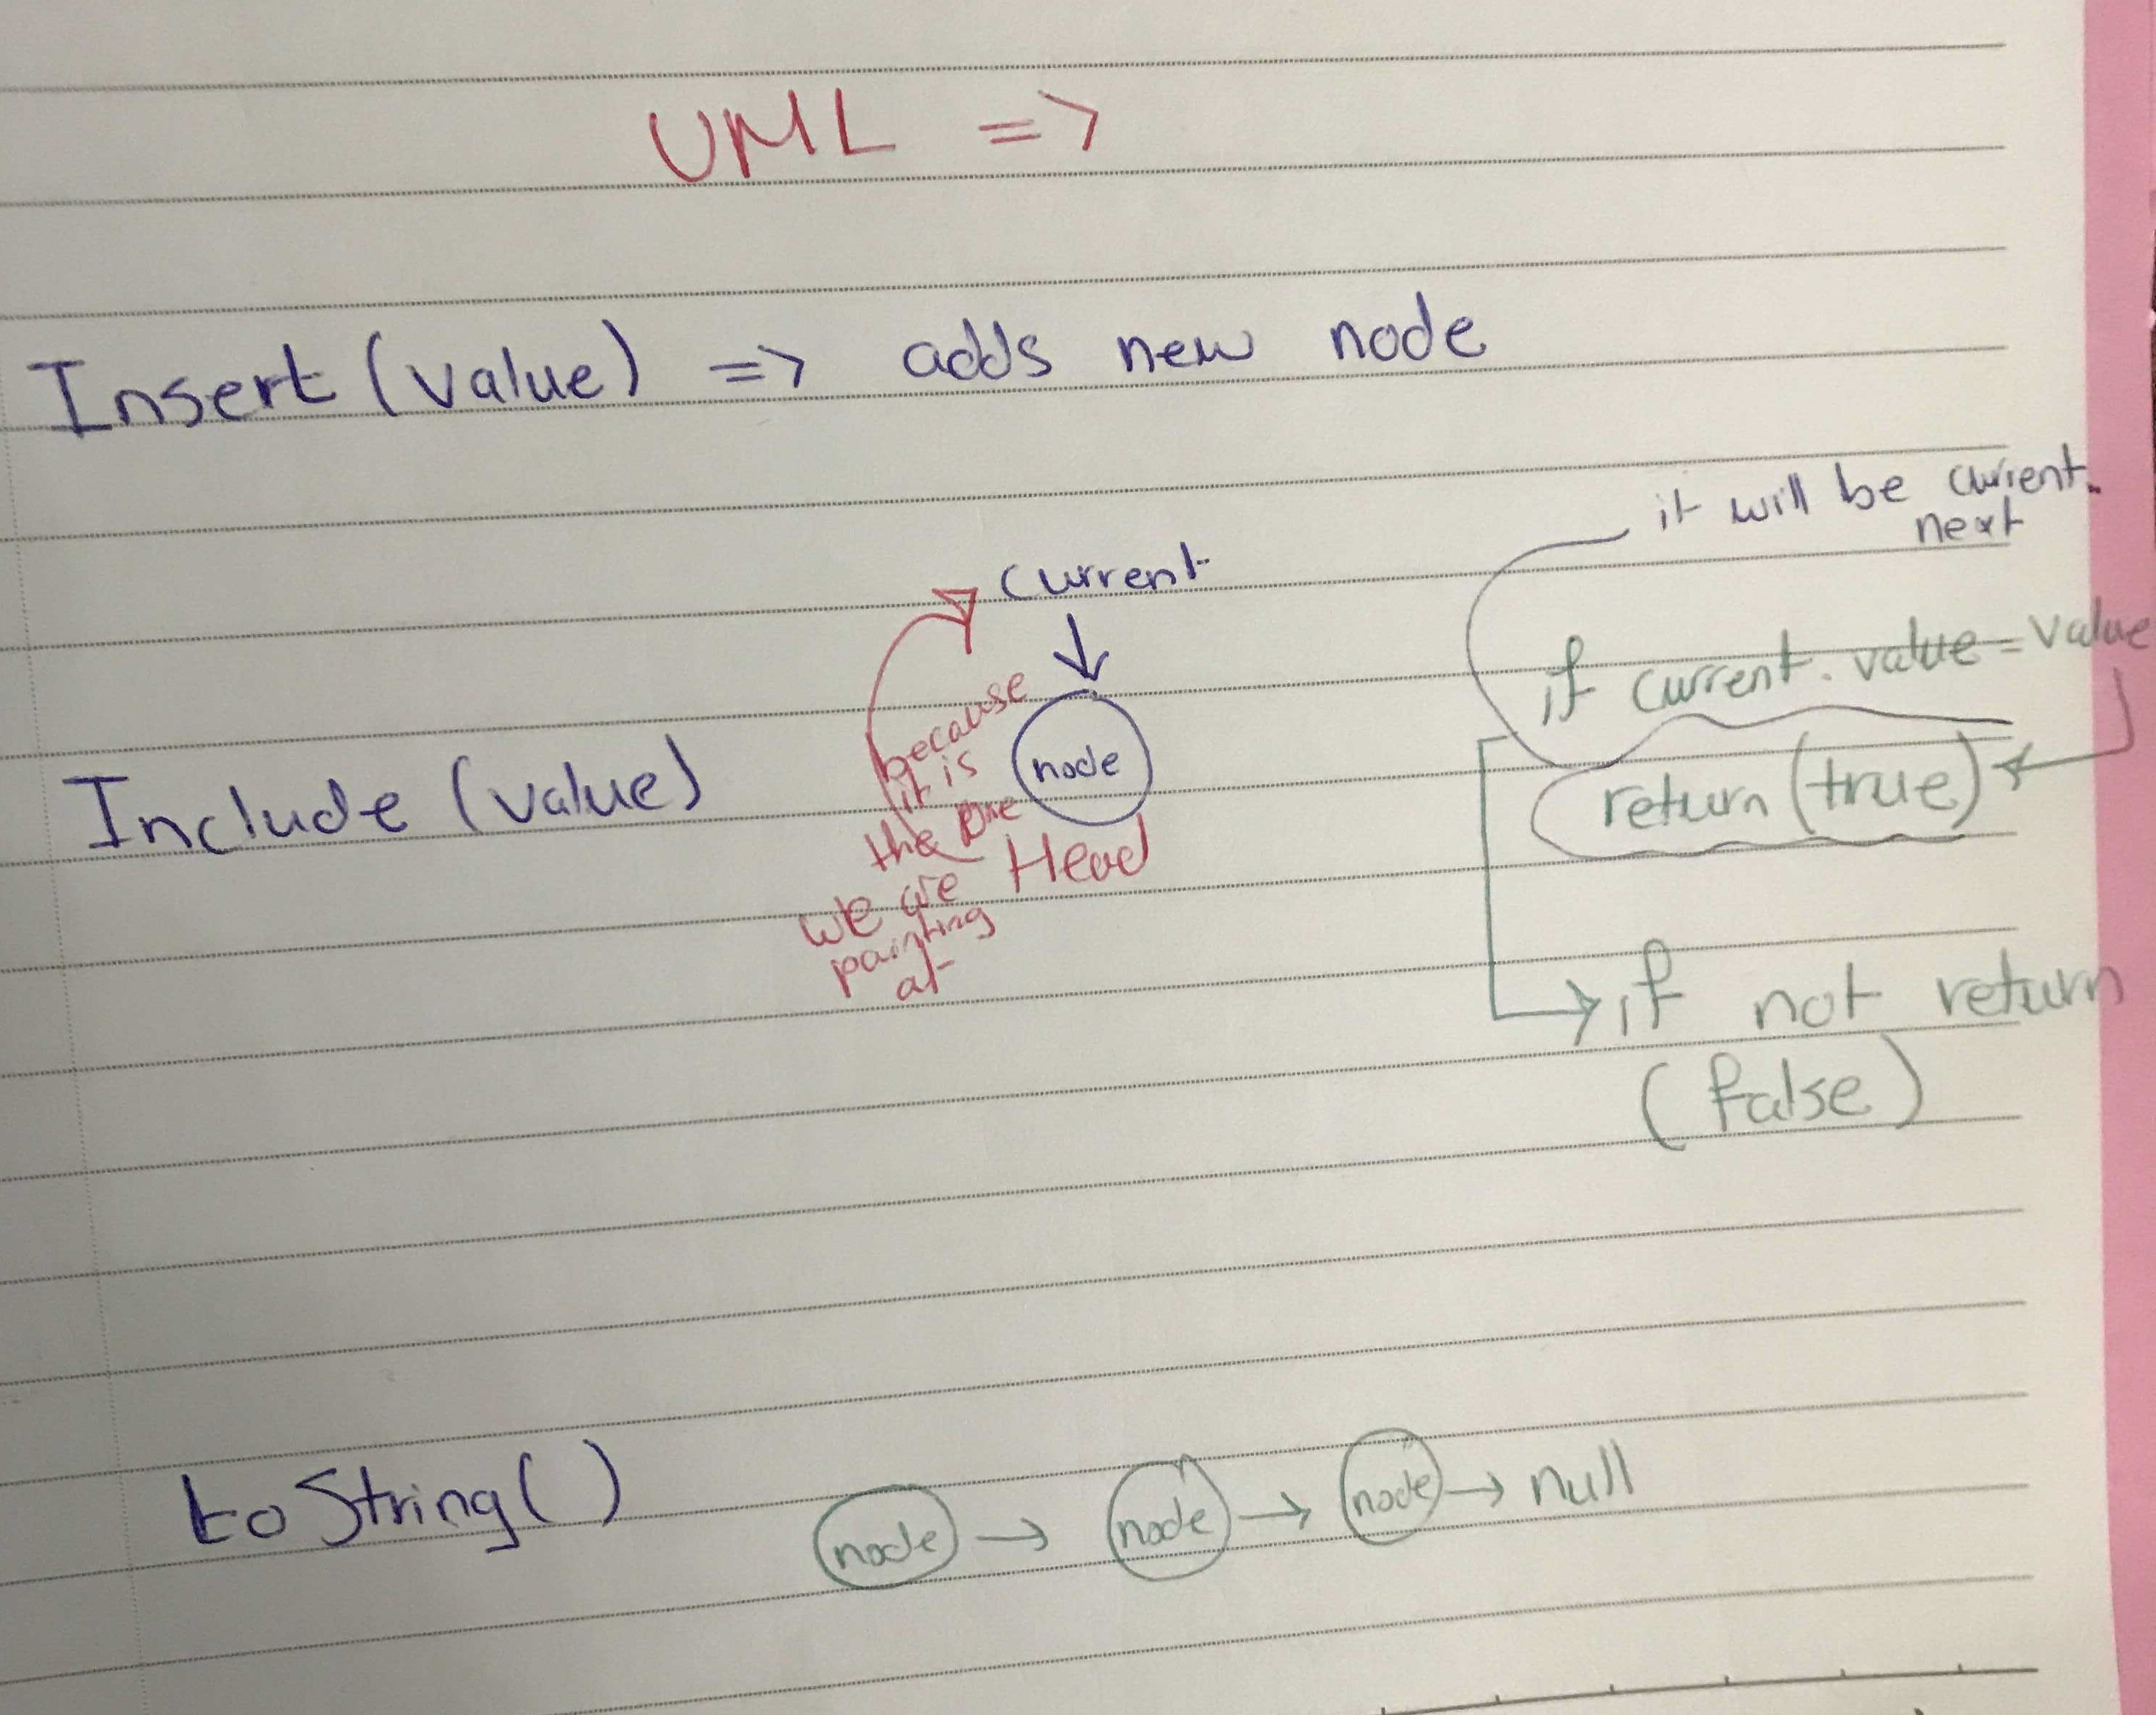 UML =>
Insert (value) => adds new node
it will be current.
next
Current
if current.value = value
because
it is
the one
we are
pointing
at
node
Head
Include (value)
return (true)
if not return
(false)
toString()
node → node → node → null